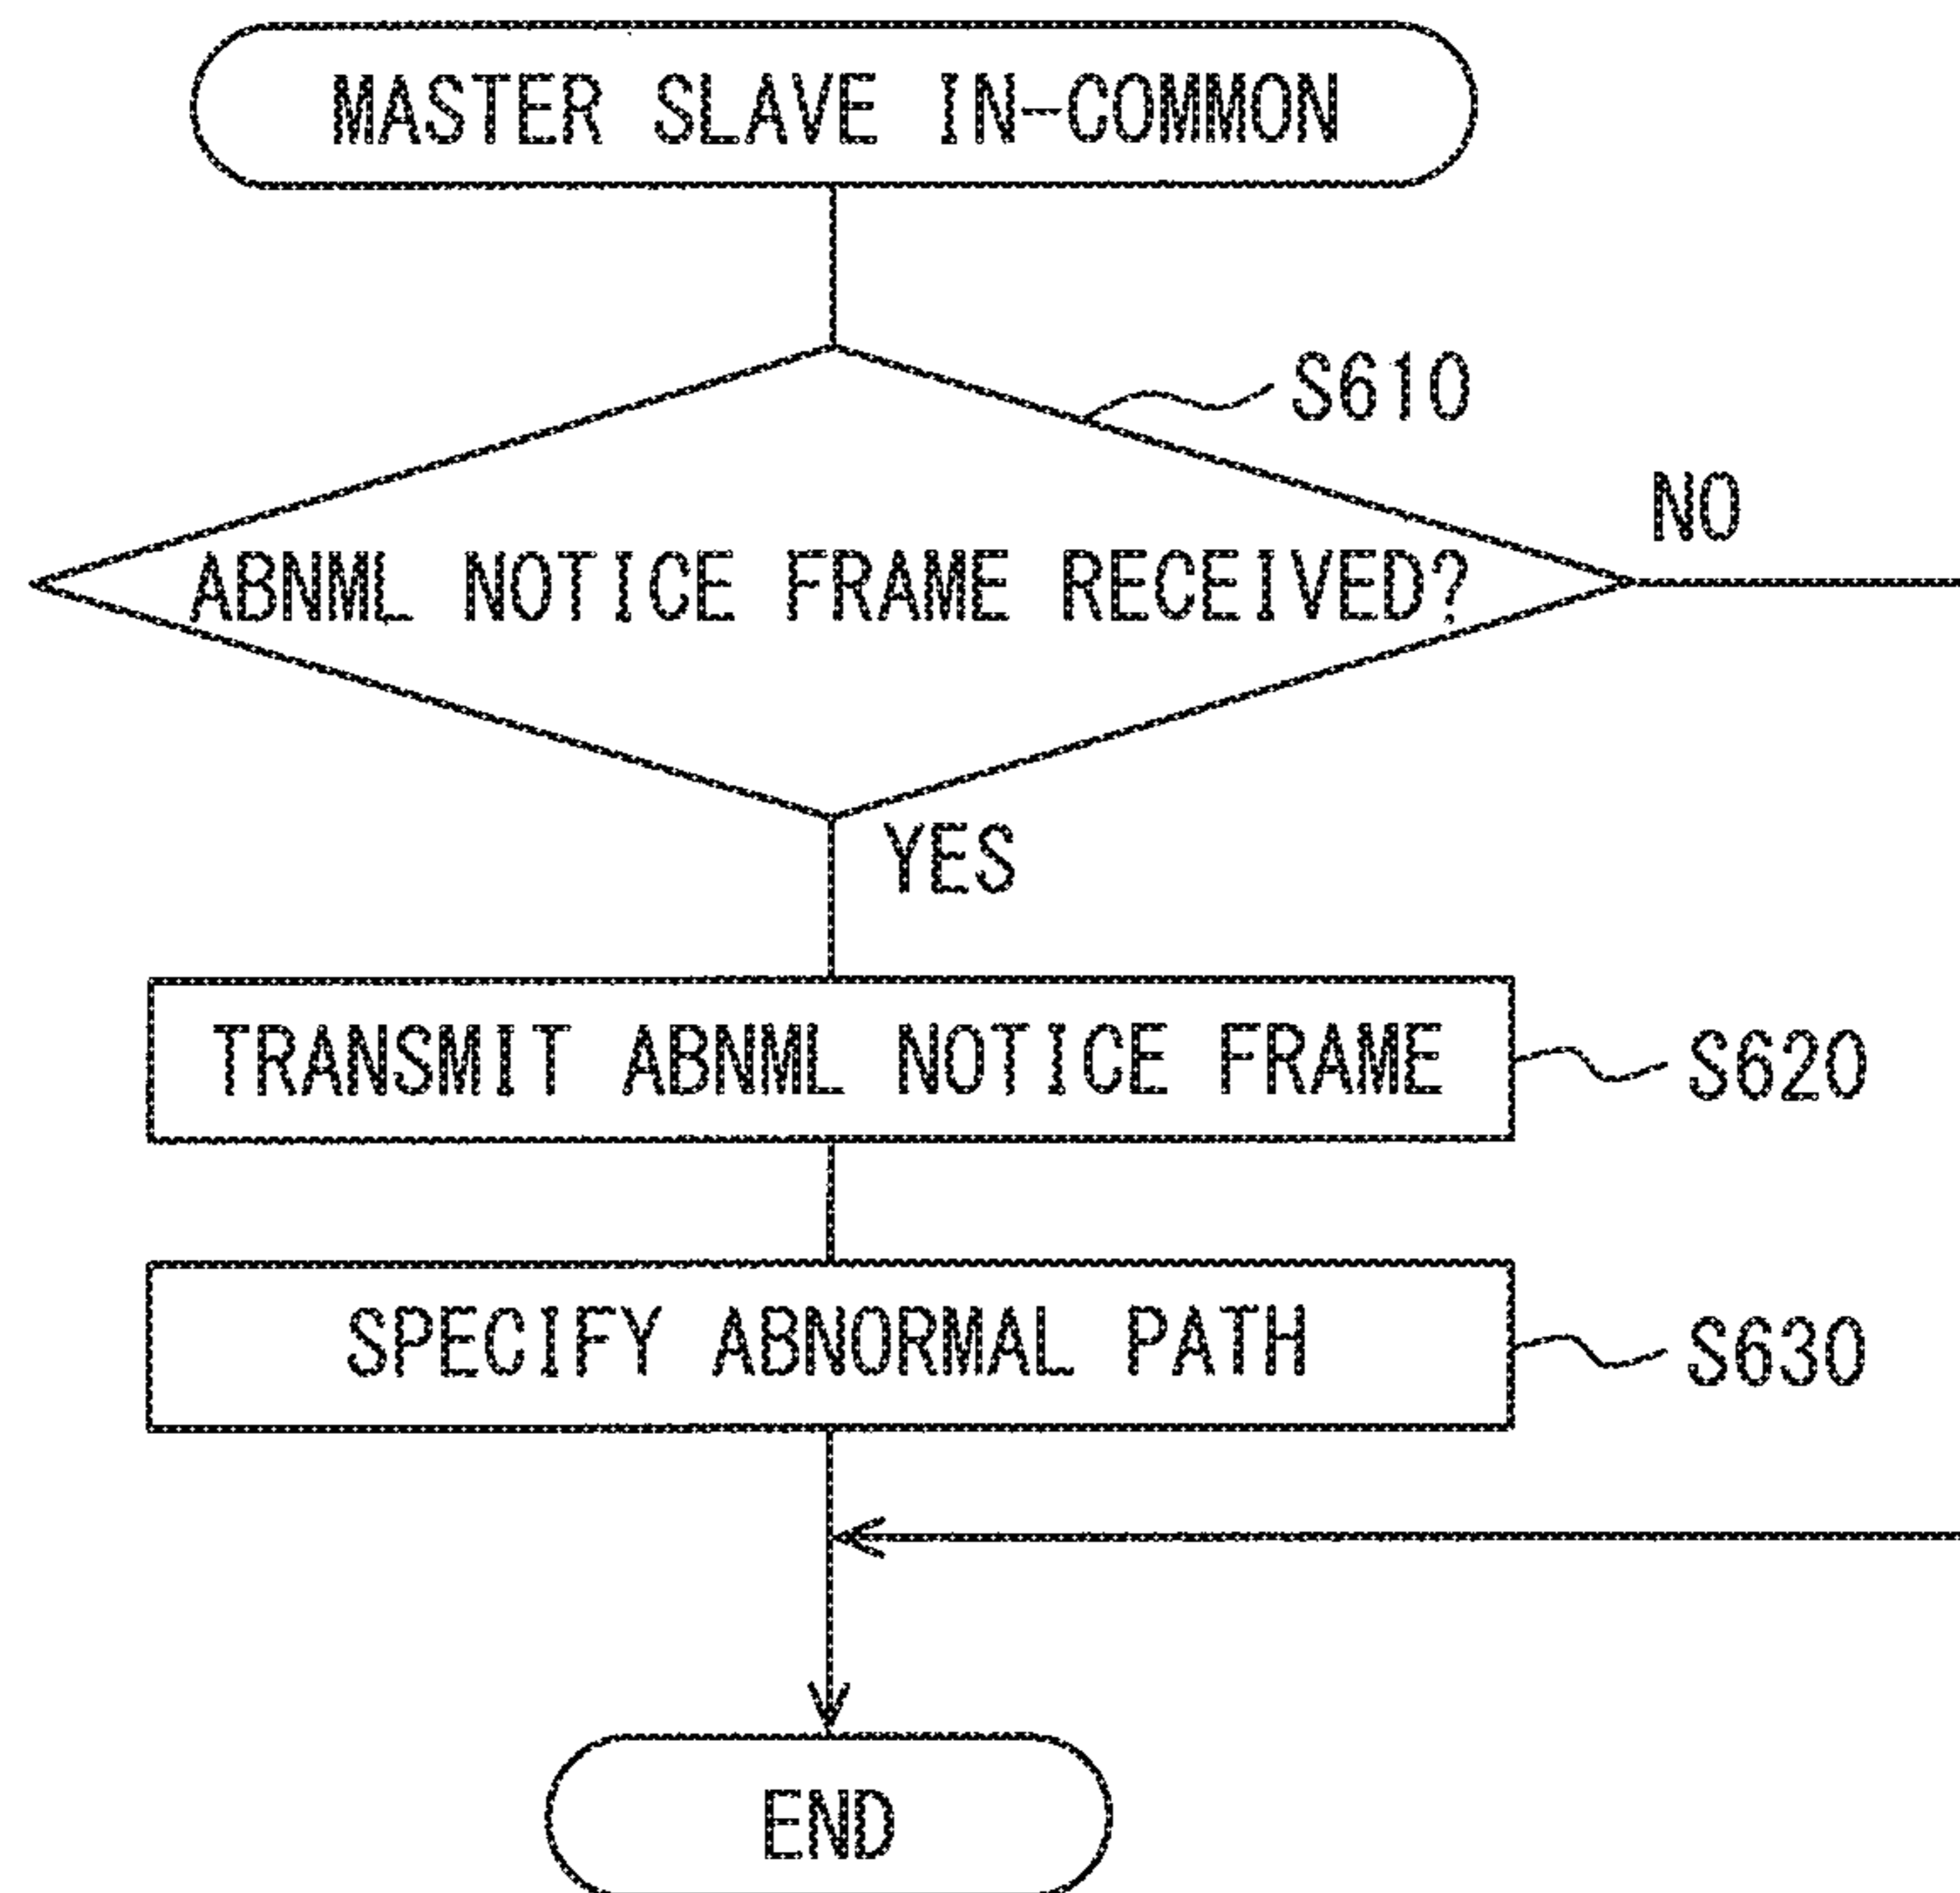 MASTER SLAVE IN-COMMON
S610
NO
ABNML NOTICE FRAME RECEIVED?
YES
TRANSMIT ABNML NOTICE FRAME
S620
SPECIFY ABNORMAL PATH
S630
END